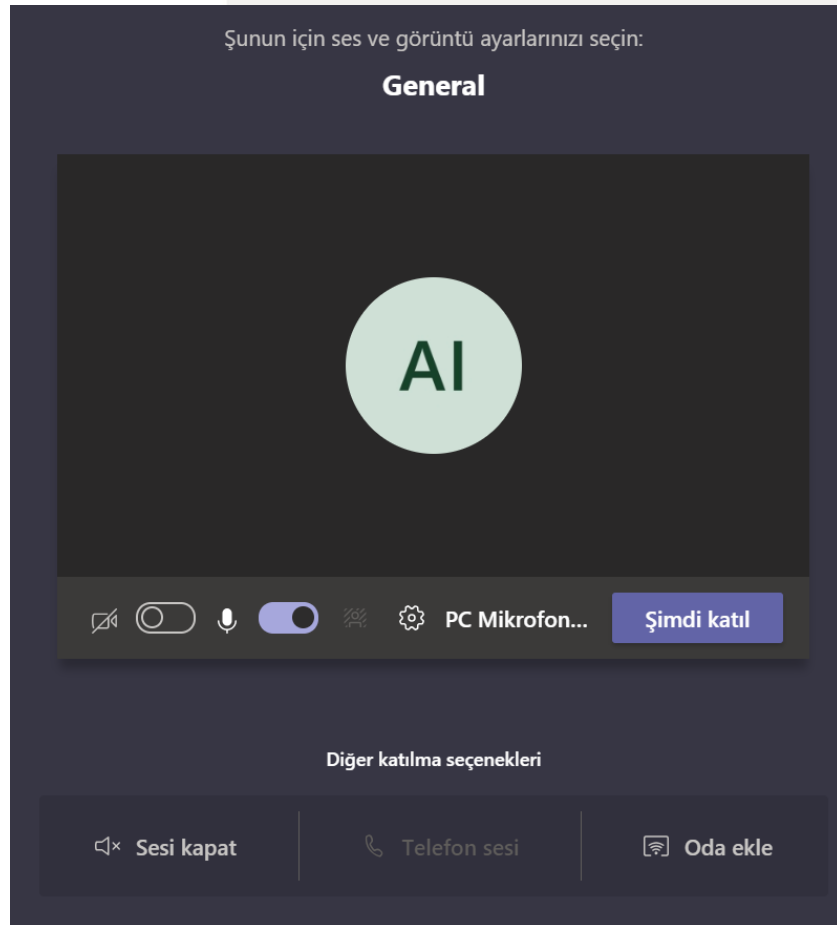 Şunun için ses ve görüntü ayarlarınızı seçin:
General
AI
PC Mikrofon...
Şimdi katıl
Diğer katılma seçenekleri
Sesi kapat
Telefon sesi
Oda ekle